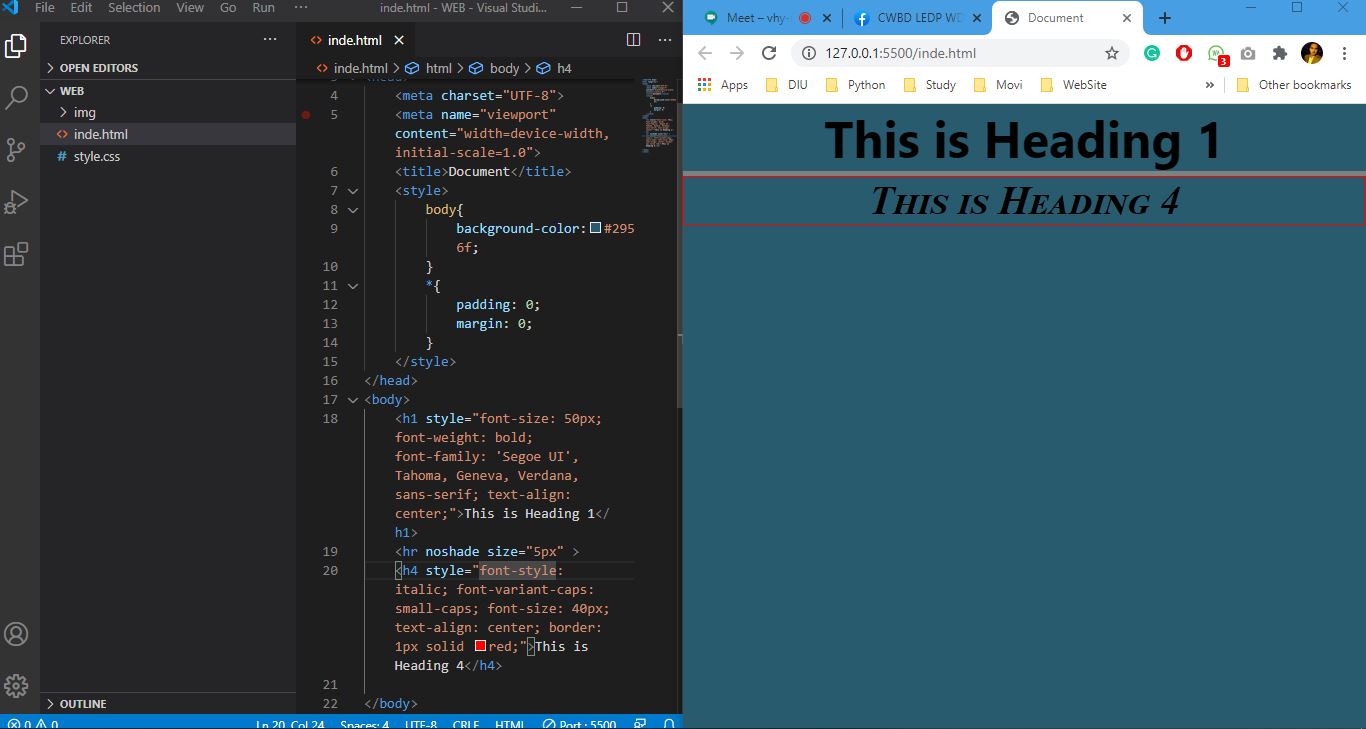 File Edit Selection View Go Run ··· inde.html - WEB - Visual Studi...
EXPLORER ···
OPEN EDITORS
WEB
img
inde.html
style.css
OUTLINE
inde.html
inde.html > html > body > h4
4 <meta charset="UTF-8">
5 <meta name="viewport"
content="width=device-width,
initial-scale=1.0">
6 <title>Document</title>
7 <style>
8 body{
9 background-color: #295
6f;
10 }
11 *{
12 padding: 0;
13 margin: 0;
14 }
15 </style>
16 </head>
17 <body>
18 <h1 style="font-size: 50px;
font-weight: bold;
font-family: 'Segoe UI',
Tahoma, Geneva, Verdana,
sans-serif; text-align:
center;">This is Heading 1</
h1>
19 <hr noshade size="5px" >
20 <h4 style="font-style:
italic; font-variant-caps:
small-caps; font-size: 40px;
text-align: center; border:
1px solid red;">This is
Heading 4</h4>
21
22 </body>
0 0 Ln 20, Col 24 Spaces: 4 UTF-8 CRLF HTML Port : 5500
Meet – vhy- CWBD LEDP WD Document
127.0.0.1:5500/inde.html 3
Apps DIU Python Study Movi WebSite » Other bookmarks
This is Heading 1
This is Heading 4